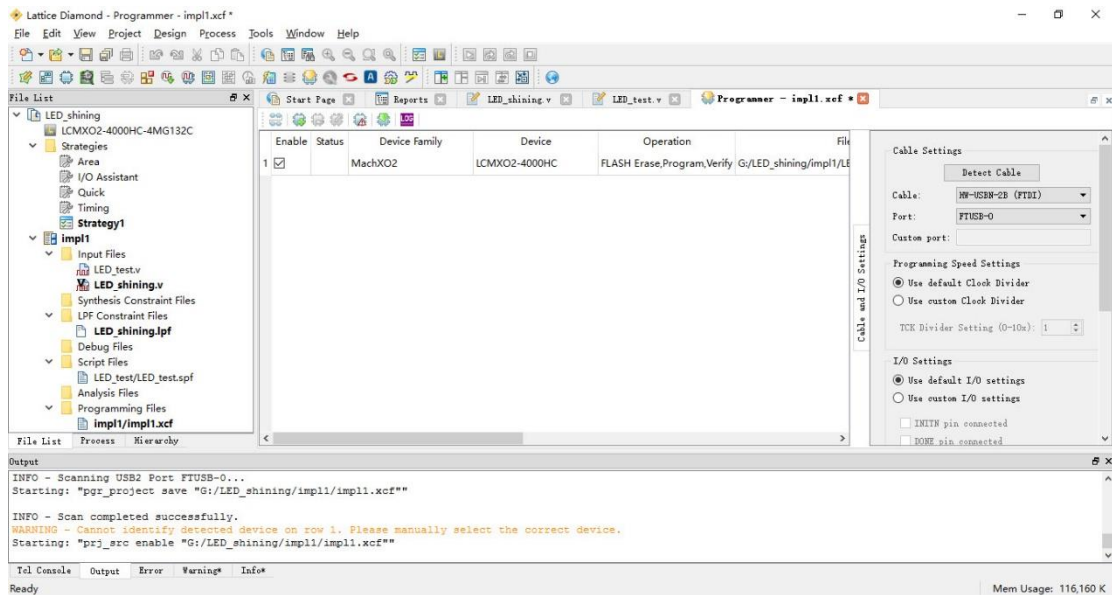 Lattice Diamond - Programmer - impl1.xcf *
File Edit View Project Design Process Tools Window Help
File List
Start Page Reports LED_shining.v LED_test.v Programmer - impl1.xcf *
LED_shining
LCMXO2-4000HC-4MG132C
Strategies
Area
I/O Assistant
Quick
Timing
Strategy1
impl1
Input Files
LED_test.v
LED_shining.v
Synthesis Constraint Files
LPF Constraint Files
LED_shining.lpf
Debug Files
Script Files
LED_test/LED_test.spf
Analysis Files
Programming Files
impl1/impl1.xcf
File List Process Hierarchy
LOG
Enable Status Device Family Device Operation File
1 MachXO2 LCMXO2-4000HC FLASH Erase,Program,Verify G:/LED_shining/impl1/LE
Cable and I/O Settings
Cable Settings
Detect Cable
Cable: HW-USBN-2B (FTDI)
Port: FTUSB-0
Custom port:
Programming Speed Settings
Use default Clock Divider
Use custom Clock Divider
TCK Divider Setting (0-10x): 1
I/O Settings
Use default I/O settings
Use custom I/O settings
INITN pin connected
DONE pin connected
Output
INFO - Scanning USB2 Port FTUSB-0...
Starting: "pgr_project save "G:/LED_shining/impl1/impl1.xcf""
INFO - Scan completed successfully.
WARNING - Cannot identify detected device on row 1. Please manually select the correct device.
Starting: "prj_src enable "G:/LED_shining/impl1/impl1.xcf""
Tcl Console Output Error Warning* Info*
Ready Mem Usage: 116,160 K